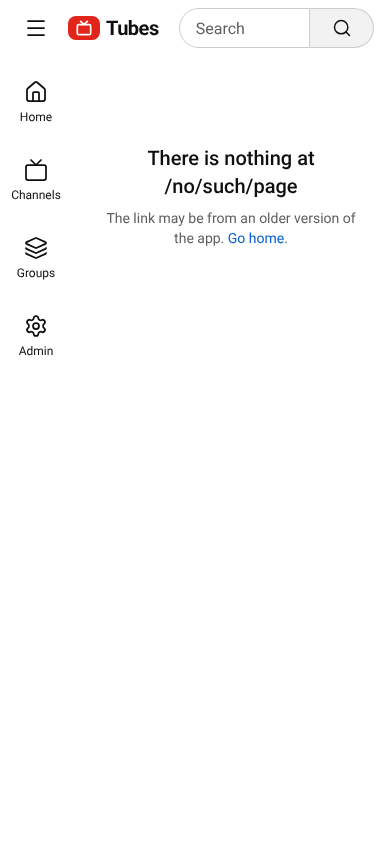 Tubes
Search
Home
Channels
Groups
Admin
There is nothing at
/no/such/page
The link may be from an older version of
the app. Go home.